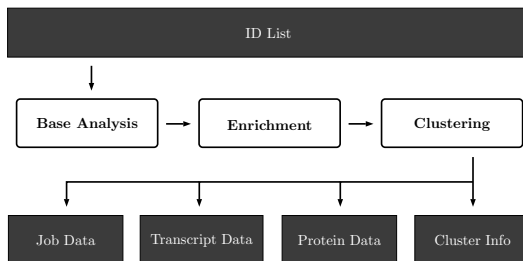 ID List
Base Analysis
Enrichment
Clustering
Job Data
Transcript Data
Protein Data
Cluster Info